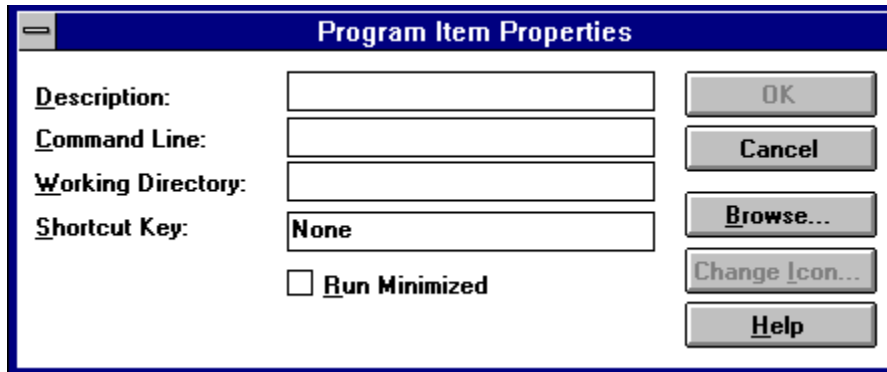 Program Item Properties
Description:
OK
Command Line:
Cancel
Working Directory:
Browse...
Shortcut Key: None
Change Icon...
Run Minimized
Help